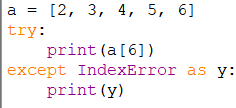 a = [2, 3, 4, 5, 6]
try:
    print(a[6])
except IndexError as y:
    print(y)